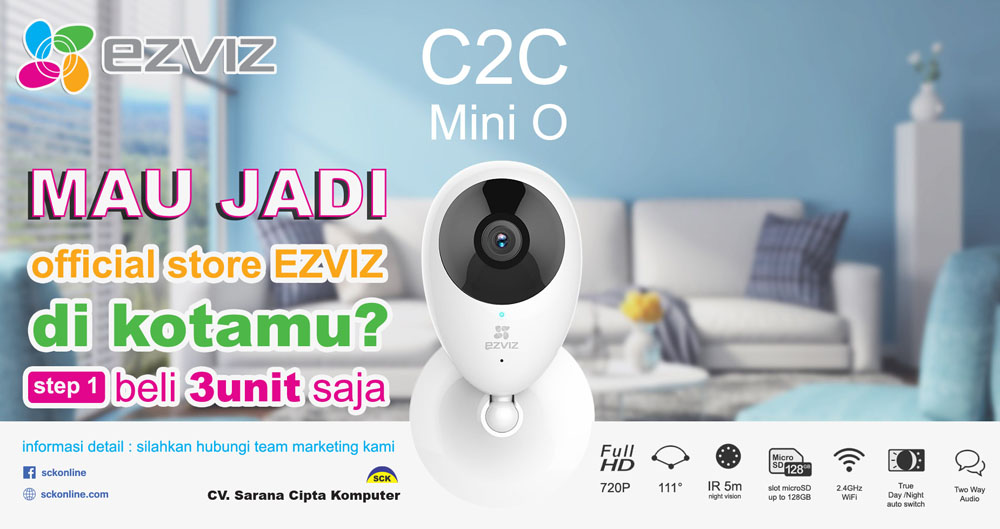 ezviz
C2C
Mini O
MAU JADI
official store EZVIZ
di kotamu?
step 1 beli 3unit saja
ezviz
informasi detail : silahkan hubungi team marketing kami
sckonline
sckonline.com
SCK
CV. Sarana Cipta Komputer
Full HD
720P
111°
IR 5m
night vision
Micro SD 128GB
slot microSD
up to 128GB
2.4GHz
WiFi
True
Day /Night
auto switch
Two Way
Audio